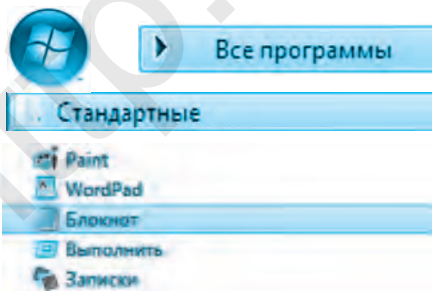 Все программы
Стандартные
Paint
WordPad
Блокнот
Выполнить
Записки